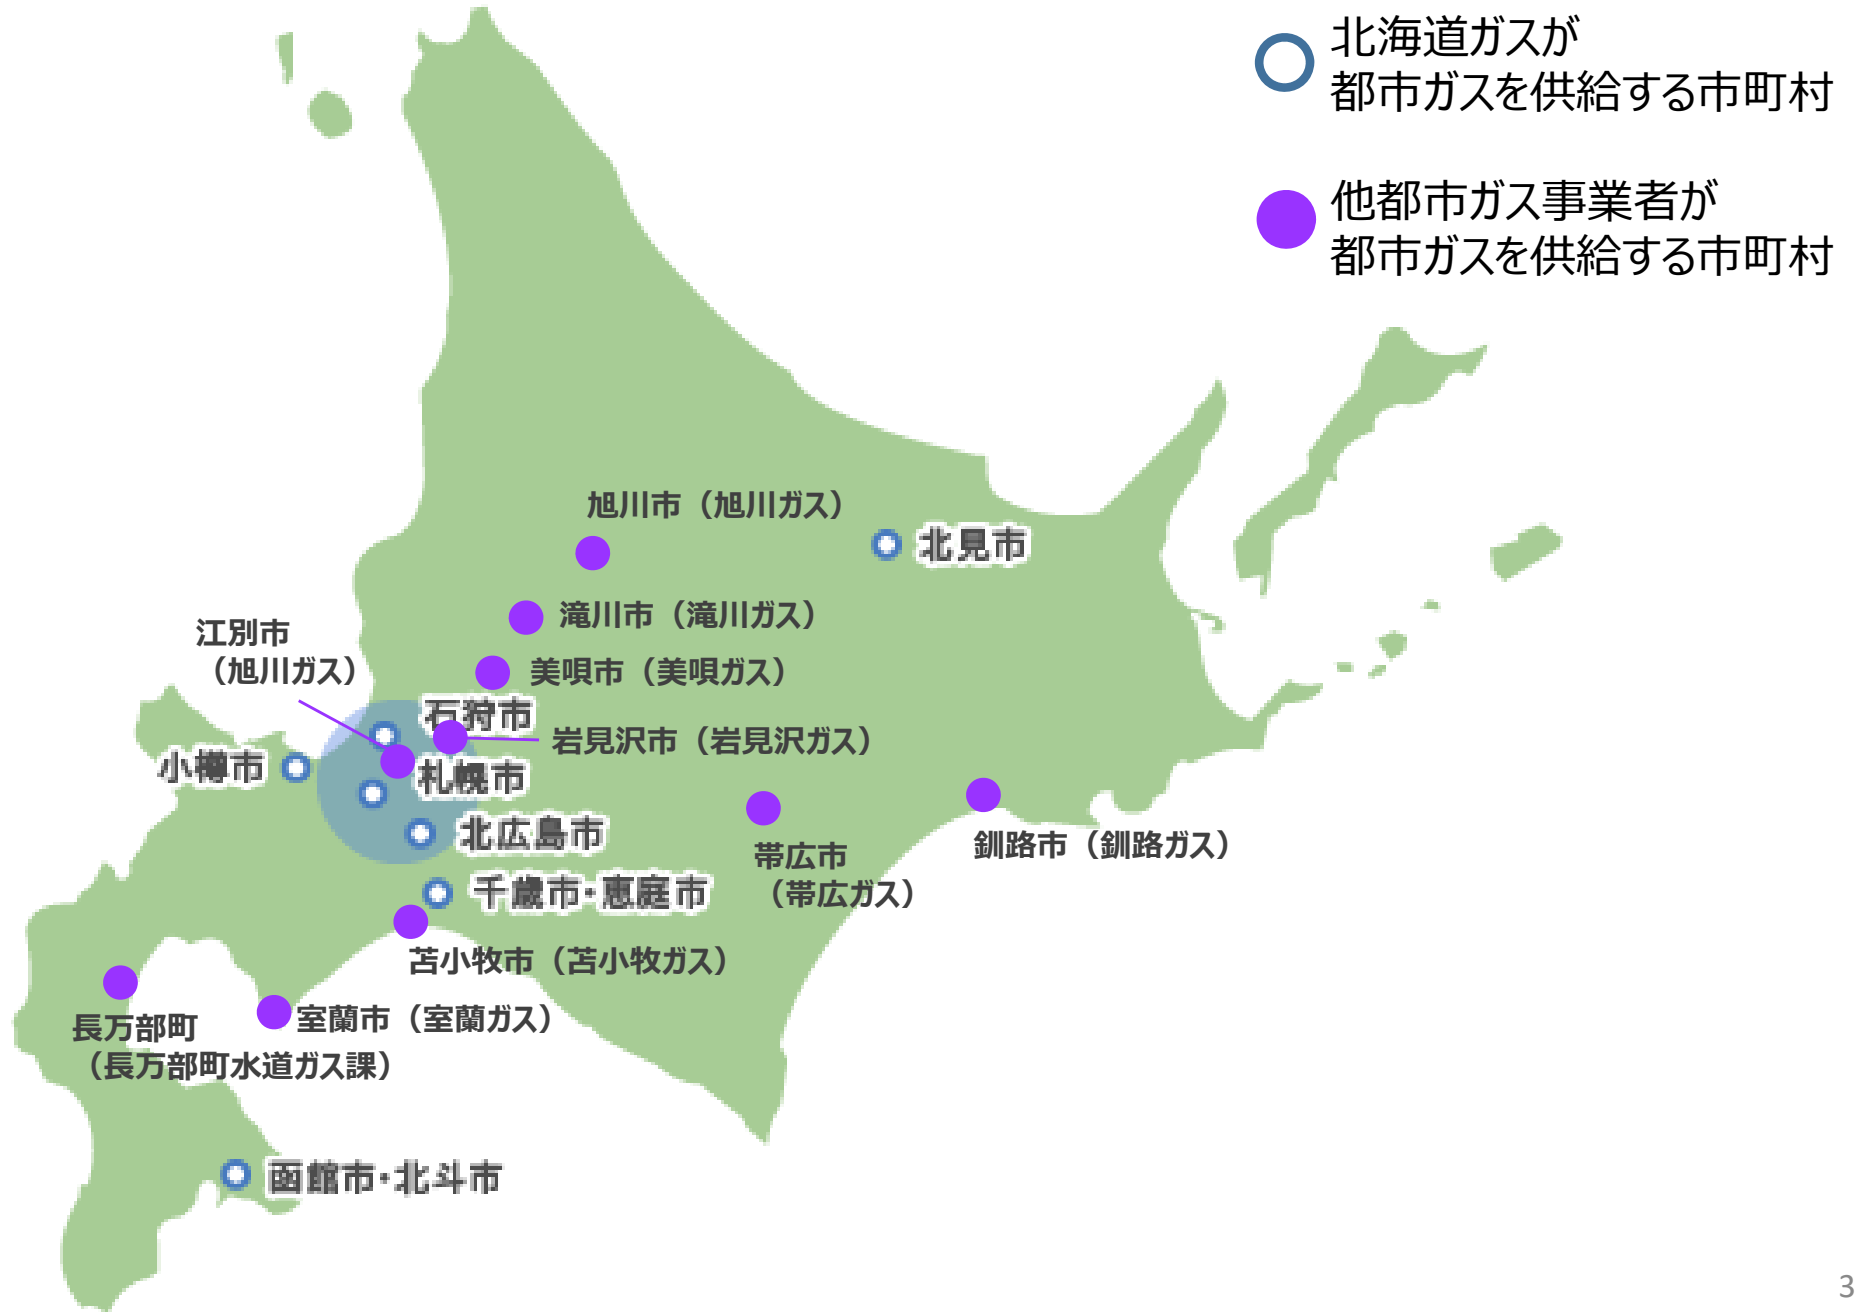 北海道ガスが
都市ガスを供給する市町村
他都市ガス事業者が
都市ガスを供給する市町村
旭川市（旭川ガス）
北見市
滝川市（滝川ガス）
江別市
（旭川ガス）
美唄市（美唄ガス）
石狩市
岩見沢市（岩見沢ガス）
小樽市
札幌市
北広島市
釧路市（釧路ガス）
帯広市
（帯広ガス）
千歳市・恵庭市
苫小牧市（苫小牧ガス）
室蘭市（室蘭ガス）
長万部町
（長万部町水道ガス課）
函館市・北斗市
3